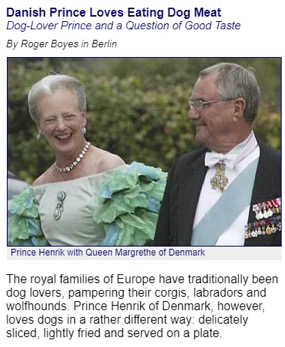 Danish Prince Loves Eating Dog Meat
Dog-Lover Prince and a Question of Good Taste
By Roger Boyes in Berlin
Prince Henrik with Queen Margrethe of Denmark
The royal families of Europe have traditionally been
dog lovers, pampering their corgis, labradors and
wolfhounds. Prince Henrik of Denmark, however,
loves dogs in a rather different way: delicately
sliced, lightly fried and served on a plate.